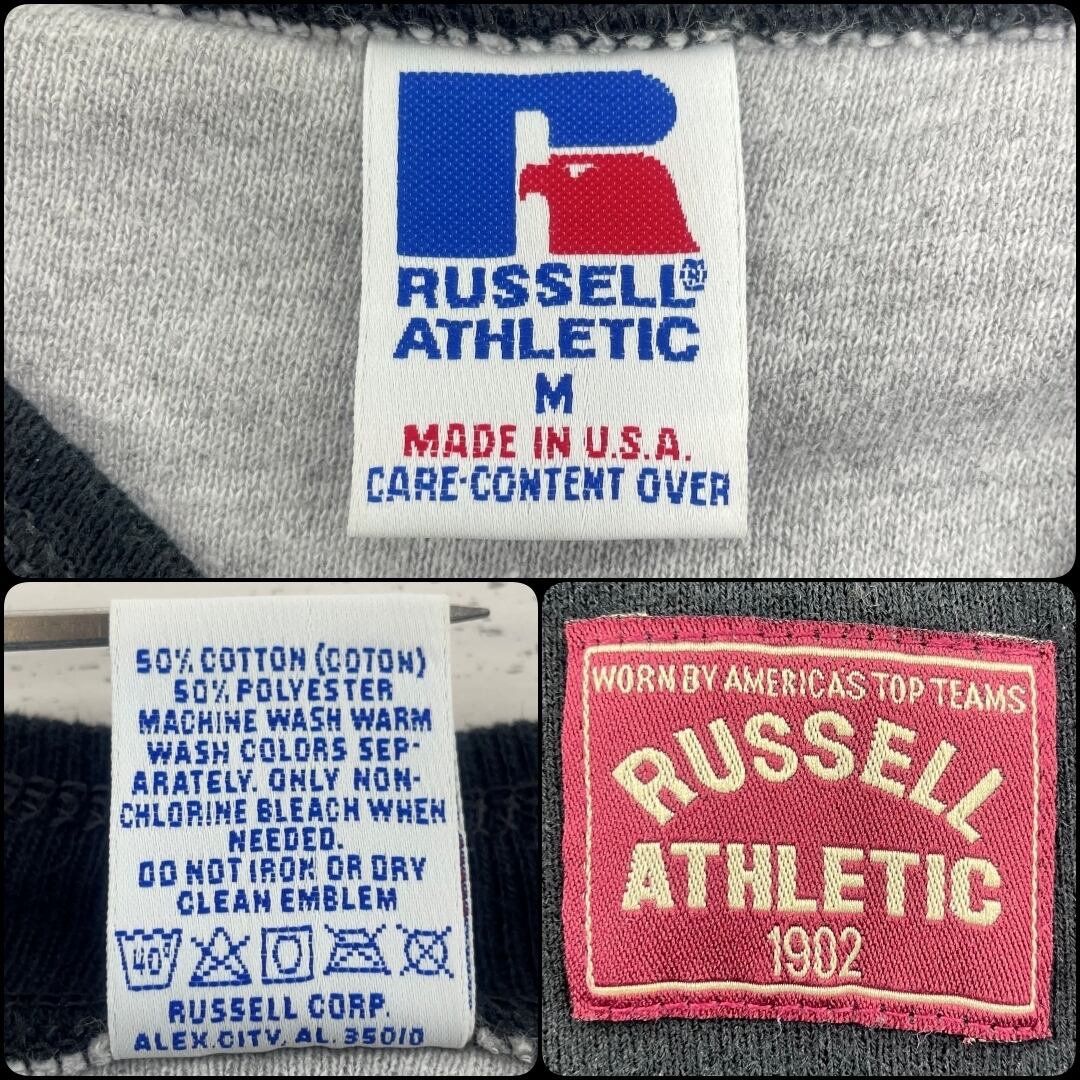 RUSSELL®
ATHLETIC
M
MADE IN U.S.A.
CARE-CONTENT OVER
50% COTTON (COTON)
50% POLYESTER
MACHINE WASH WARM
WASH COLORS SEP-
ARATELY. ONLY NON-
CHLORINE BLEACH WHEN
NEEDED.
DO NOT IRON OR DRY
CLEAN EMBLEM
40°
RUSSELL CORP.
ALEX.CITY, AL. 35010
WORN BY AMERICAS TOP TEAMS
RUSSELL
ATHLETIC
1902